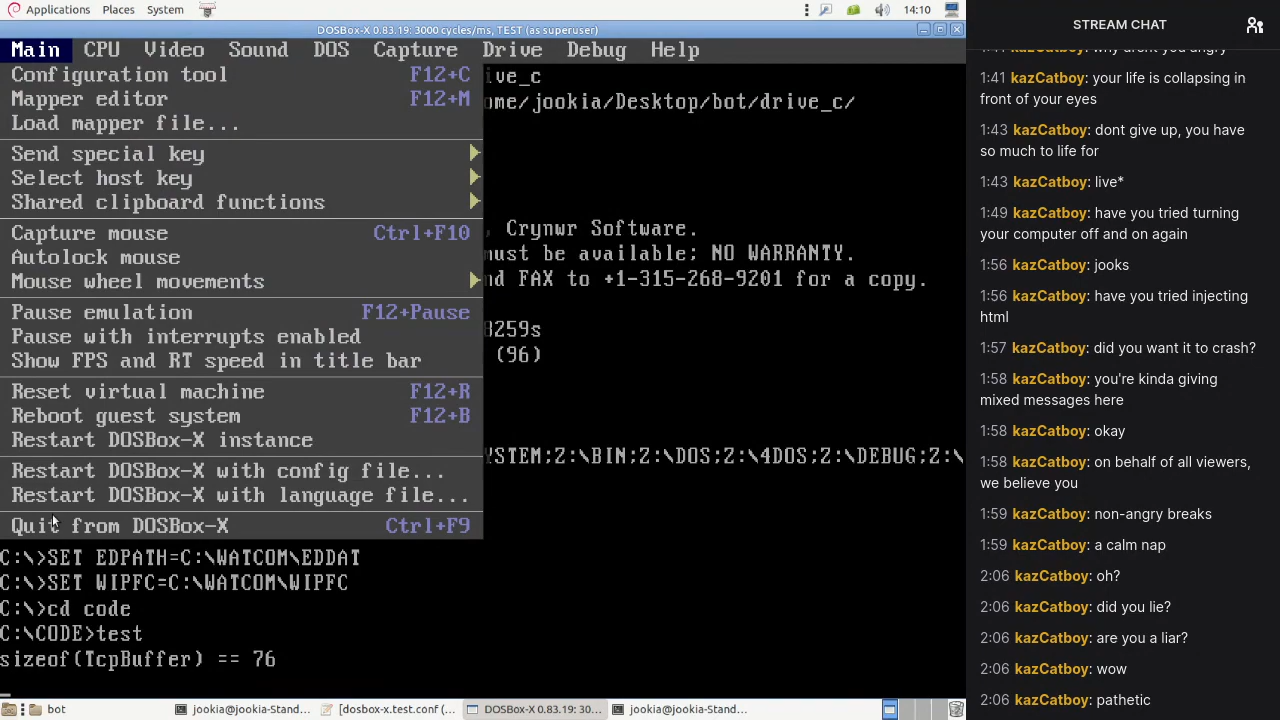 Applications Places System
14:10
DOSBox-X 0.83.19: 3000 cycles/ms, TEST (as superuser)
Main CPU Video Sound DOS Capture Drive Debug Help
Configuration tool F12+C
Mapper editor F12+M
Load mapper file...
Send special key
Select host key
Shared clipboard functions
Capture mouse Ctrl+F10
Autolock mouse
Mouse wheel movements
Pause emulation F12+Pause
Pause with interrupts enabled
Show FPS and RT speed in title bar
Reset virtual machine F12+R
Reboot guest system F12+B
Restart DOSBox-X instance
Restart DOSBox-X with config file...
Restart DOSBox-X with language file...
Quit from DOSBox-X Ctrl+F9
ive_c
ome/jookia/Desktop/bot/drive_c/
, Crynwr Software.
must be available; NO WARRANTY.
nd FAX to +1-315-268-9201 for a copy.
8259s
(96)
YSTEM;Z:\BIN;Z:\DOS;Z:\4DOS;Z:\DEBUG;Z:\
C:\>SET EDPATH=C:\WATCOM\EDDAT
C:\>SET WIPFC=C:\WATCOM\WIPFC
C:\>cd code
C:\CODE>test
sizeof(TcpBuffer) == 76
bot
jookia@jookia-Stand...
[dosbox-x.test.conf (...
DOSBox-X 0.83.19: 30...
jookia@jookia-Stand...
STREAM CHAT
1:41 kazCatboy: why arent you angry
1:41 kazCatboy: your life is collapsing in
front of your eyes
1:43 kazCatboy: dont give up, you have
so much to life for
1:43 kazCatboy: live*
1:49 kazCatboy: have you tried turning
your computer off and on again
1:56 kazCatboy: jooks
1:56 kazCatboy: have you tried injecting
html
1:57 kazCatboy: did you want it to crash?
1:58 kazCatboy: you're kinda giving
mixed messages here
1:58 kazCatboy: okay
1:58 kazCatboy: on behalf of all viewers,
we believe you
1:59 kazCatboy: non-angry breaks
1:59 kazCatboy: a calm nap
2:06 kazCatboy: oh?
2:06 kazCatboy: did you lie?
2:06 kazCatboy: are you a liar?
2:06 kazCatboy: wow
2:06 kazCatboy: pathetic